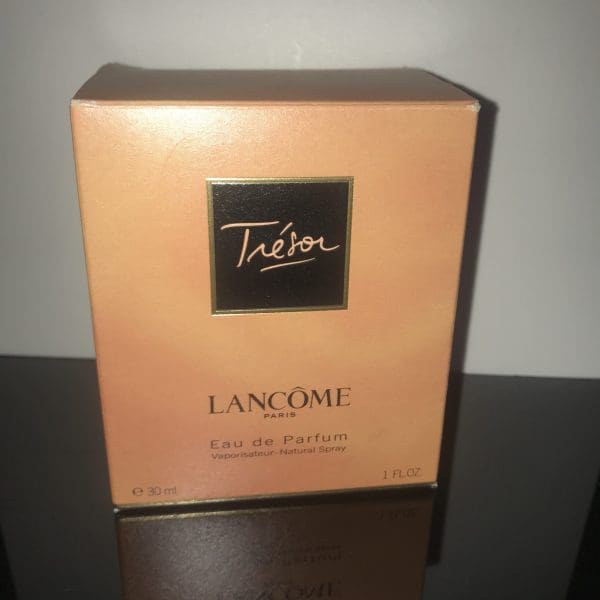 Trésor
LANCÔME
PARIS
Eau de Parfum
Vaporisateur-Natural Spray
℮ 30 ml
1 FL.OZ.